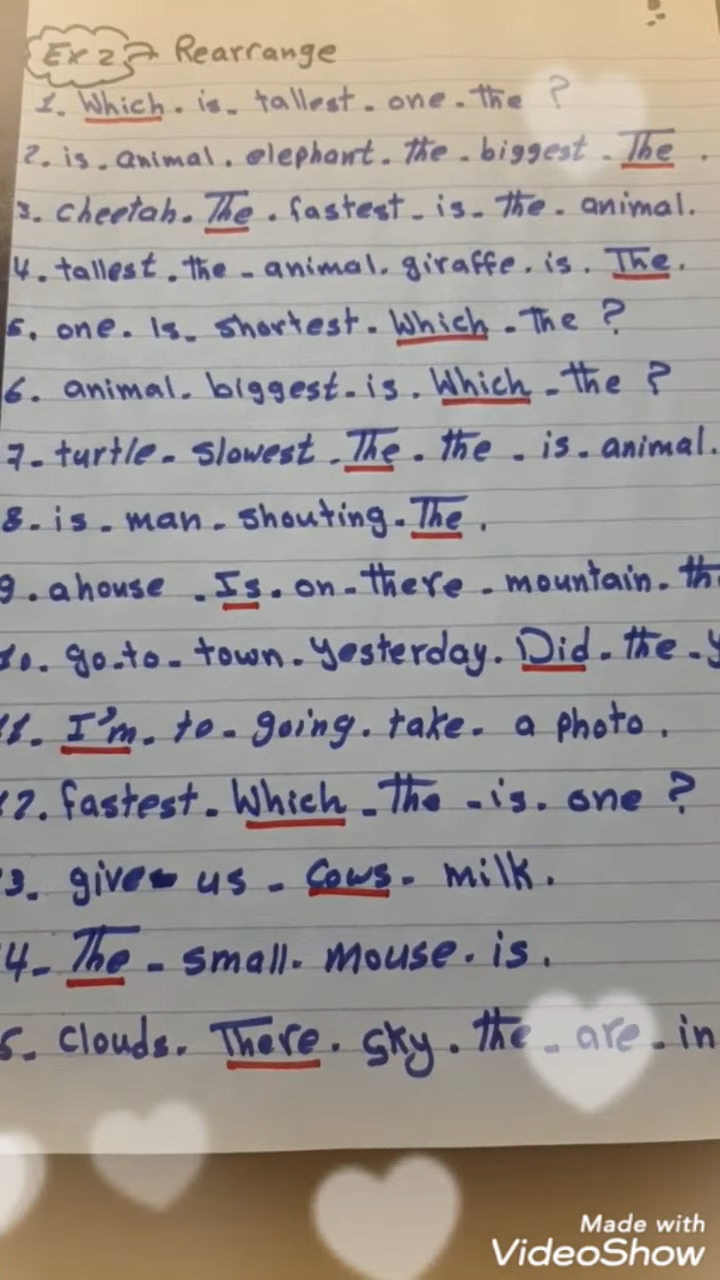 Ex 2 → Rearrange
1. Which . is - tallest - one - the ?
2. is . animal . elephant . the - biggest - The .
3. cheetah . The . fastest - is - the . animal .
4. tallest . the - animal . giraffe . is . The .
5. one . Is - shortest . Which - The ?
6. animal . biggest - is . Which - the ?
7 - turtle - slowest - The . the - is - animal .
8 - is - man - shouting - The .
9 . a house . Is . on - there - mountain . th
10. go - to - town . yesterday . Did . the - y
11. I'm . to - going . take - a photo .
12. fastest - Which - The - is . one ?
3 - give - us - Cows - milk .
4 - The - small - mouse . is .
5 - clouds . There . sky . the - are - in
Made with
VideoShow